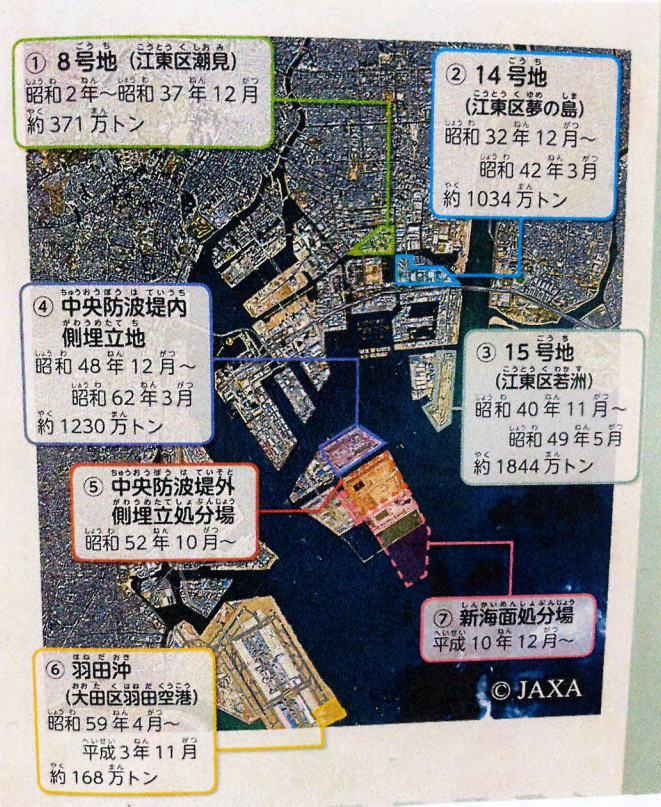 ① 8号地（江東区潮見）
昭和2年～昭和37年12月
約371万トン
② 14号地
（江東区夢の島）
昭和32年12月～
昭和42年3月
約1034万トン
③ 15号地
（江東区若洲）
昭和40年11月～
昭和49年5月
約1844万トン
④ 中央防波堤内
側埋立地
昭和48年12月～
昭和62年3月
約1230万トン
⑤ 中央防波堤外
側埋立処分場
昭和52年10月～
⑥ 羽田沖
（大田区羽田空港）
昭和59年4月～
平成3年11月
約168万トン
⑦ 新海面処分場
平成10年12月～
© JAXA